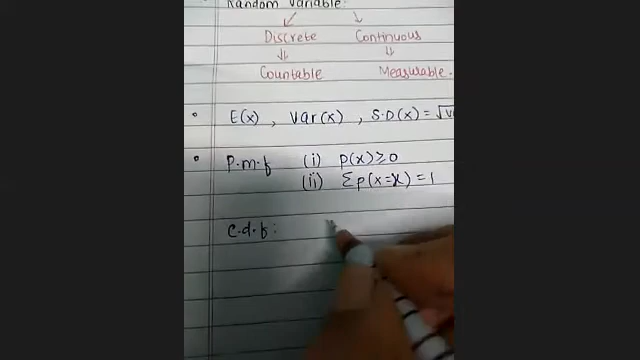 Random Variable:
Discrete Continuous
Countable Measurable.
E(x), Var(x), S.D(x) = √V
P.m.f (i) p(x) ≥ 0
(ii) Σp(X=x) = 1
C.d.f: